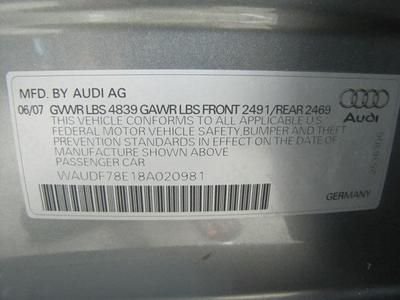 MFD. BY AUDI AG
06/07 GVWR LBS 4839 GAWR LBS FRONT 2491/REAR 2469
THIS VEHICLE CONFORMS TO ALL APPLICABLE U.S.
FEDERAL MOTOR VEHICLE SAFETY, BUMPER AND THEFT
PREVENTION STANDARDS IN EFFECT ON THE DATE OF MANUFACTURE SHOWN ABOVE.
PASSENGER CAR
WAUDF78E18A020981
Audi
GERMANY